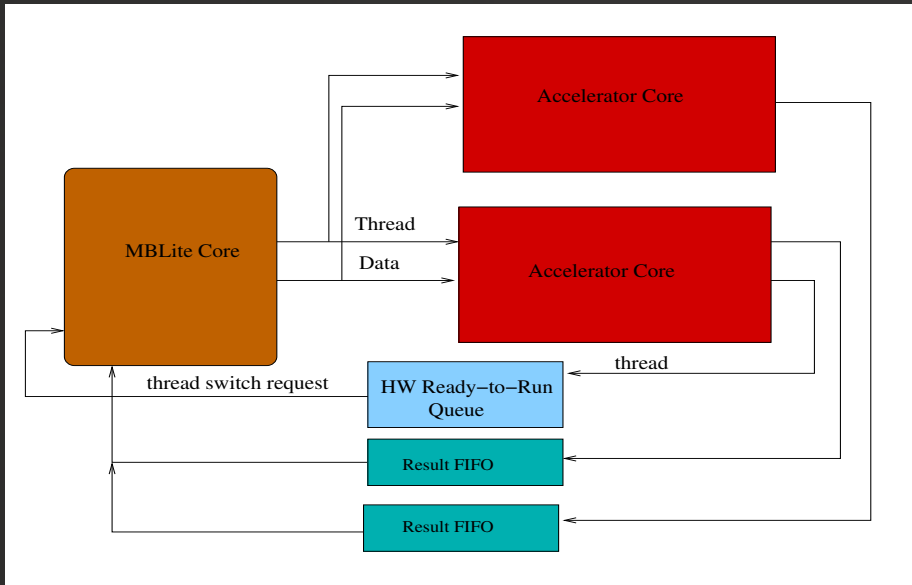 Accelerator Core
Thread
MBLite Core
Data
Accelerator Core
thread
thread switch request
HW Ready−to−Run
Queue
Result FIFO
Result FIFO